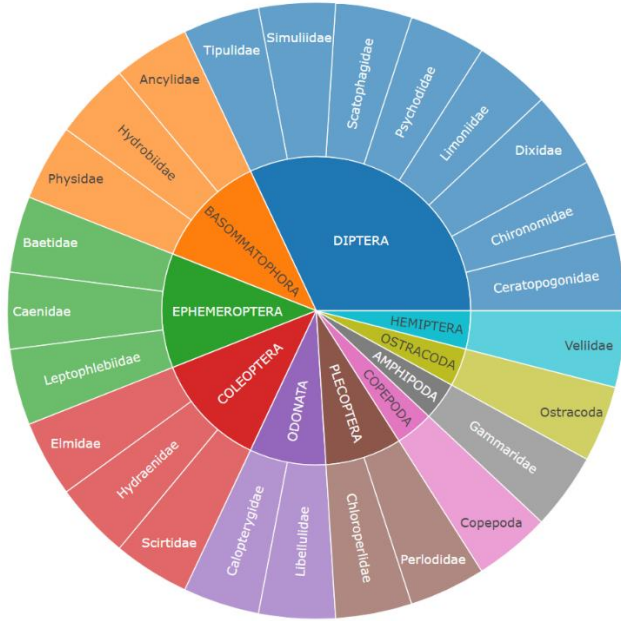 DIPTERA
Ceratopogonidae
Chironomidae
Dixidae
Limoniidae
Psychodidae
Scatophagidae
Simuliidae
Tipulidae
BASOMMATOPHORA
Ancylidae
Hydrobiidae
Physidae
EPHEMEROPTERA
Baetidae
Caenidae
Leptophlebiidae
COLEOPTERA
Elmidae
Hydraenidae
Scirtidae
ODONATA
Calopterygidae
Libellulidae
PLECOPTERA
Chloroperlidae
Perlodidae
COPEPODA
Copepoda
AMPHIPODA
Gammaridae
OSTRACODA
Ostracoda
HEMIPTERA
Veliidae